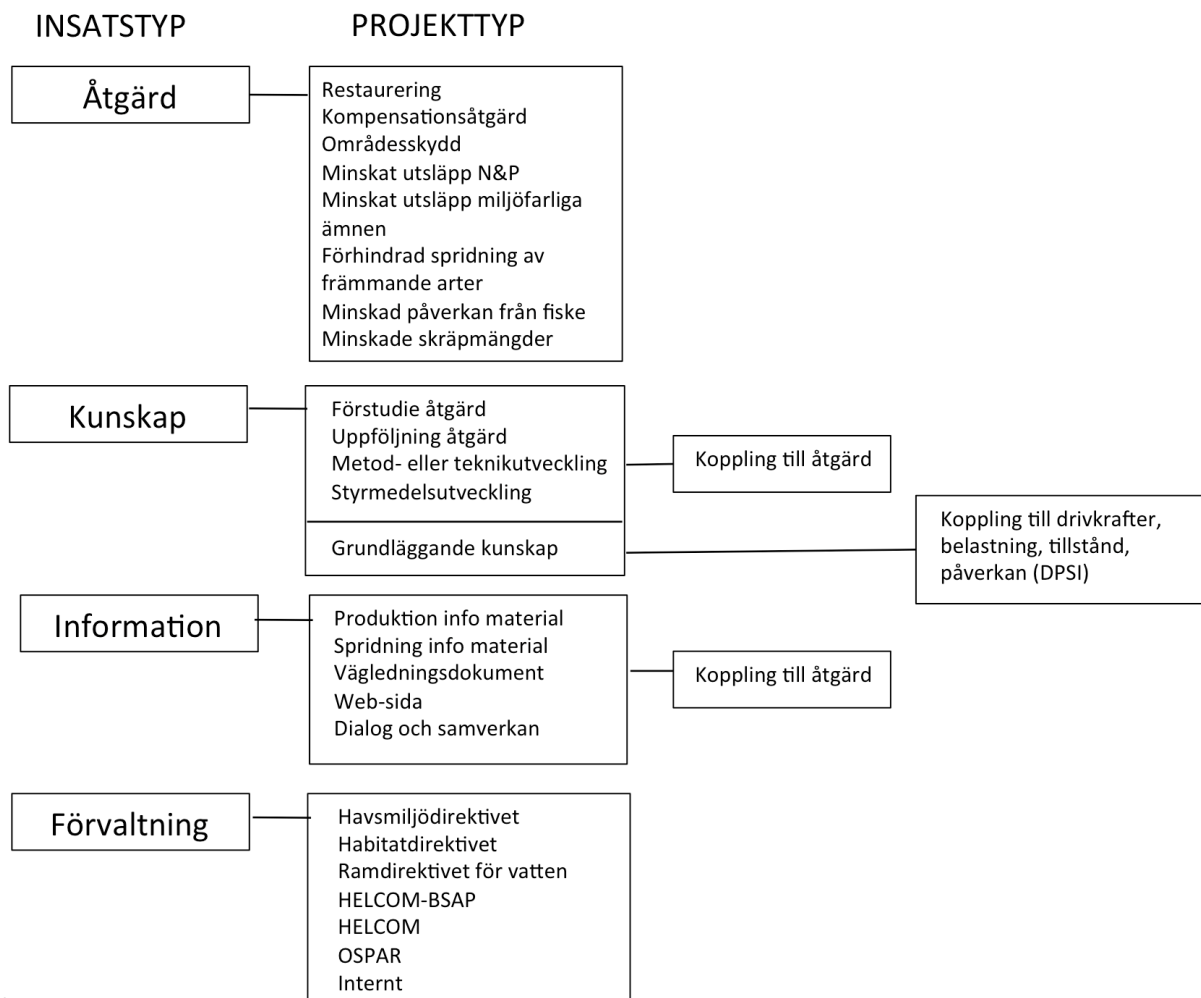 INSATSTYP
PROJEKTTYP
Åtgärd
Restaurering
Kompensationsåtgärd
Områdesskydd
Minskat utsläpp N&P
Minskat utsläpp miljöfarliga
ämnen
Förhindrad spridning av
främmande arter
Minskad påverkan från fiske
Minskade skräpmängder
Kunskap
Förstudie åtgärd
Uppföljning åtgärd
Metod- eller teknikutveckling
Styrmedelsutveckling
Koppling till åtgärd
Grundläggande kunskap
Koppling till drivkrafter,
belastning, tillstånd,
påverkan (DPSI)
Information
Produktion info material
Spridning info material
Vägledningsdokument
Web-sida
Dialog och samverkan
Koppling till åtgärd
Förvaltning
Havsmiljödirektivet
Habitatdirektivet
Ramdirektivet för vatten
HELCOM-BSAP
HELCOM
OSPAR
Internt